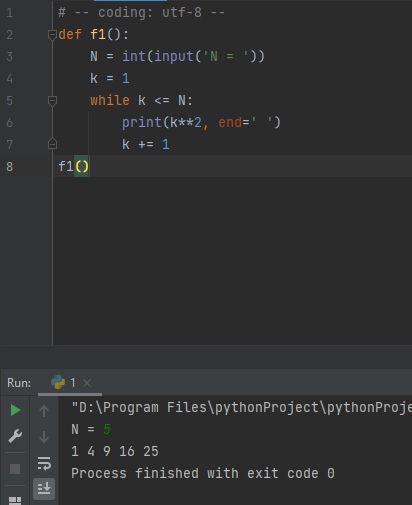 1 # -- coding: utf-8 --
2 def f1():
3 N = int(input('N = '))
4 k = 1
5 while k <= N:
6 print(k**2, end=' ')
7 k += 1
8 f1()
Run: 1 ×
"D:\Program Files\pythonProject\pythonProje
N = 5
1 4 9 16 25
Process finished with exit code 0